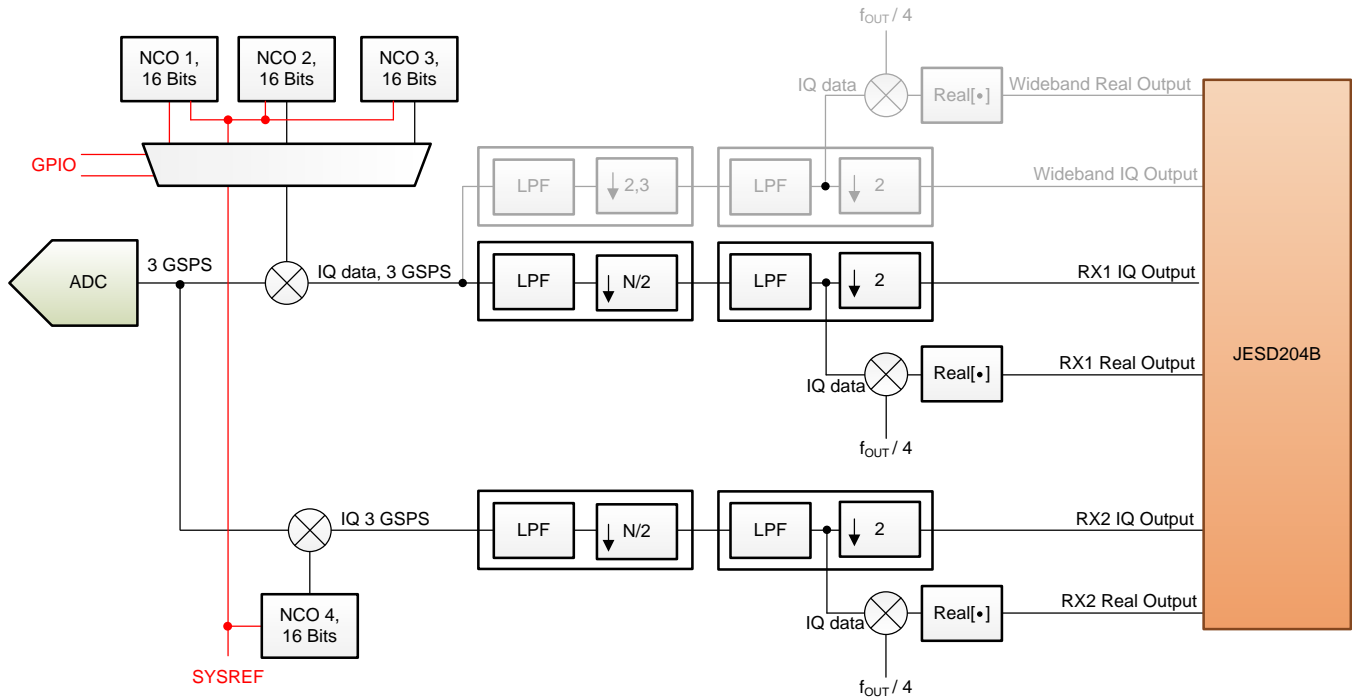 f_OUT / 4
NCO 1,
16 Bits
NCO 2,
16 Bits
NCO 3,
16 Bits
IQ data
Real[•]
Wideband Real Output
GPIO
LPF
2,3
LPF
2
Wideband IQ Output
ADC
3 GSPS
IQ data, 3 GSPS
LPF
N/2
LPF
2
RX1 IQ Output
JESD204B
IQ data
Real[•]
RX1 Real Output
f_OUT / 4
IQ 3 GSPS
LPF
N/2
LPF
2
RX2 IQ Output
NCO 4,
16 Bits
IQ data
Real[•]
RX2 Real Output
SYSREF
f_OUT / 4